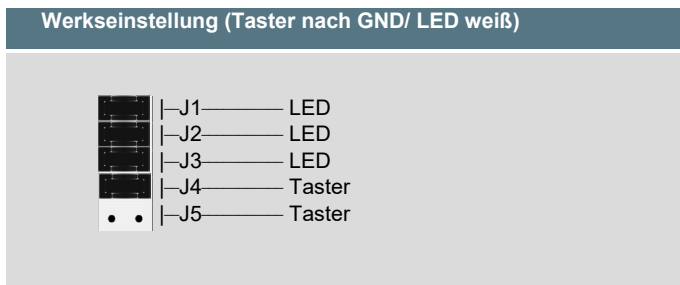 Werkseinstellung (Taster nach GND/ LED weiß)
|—J1———— LED
|—J2———— LED
|—J3———— LED
|—J4———— Taster
|—J5———— Taster